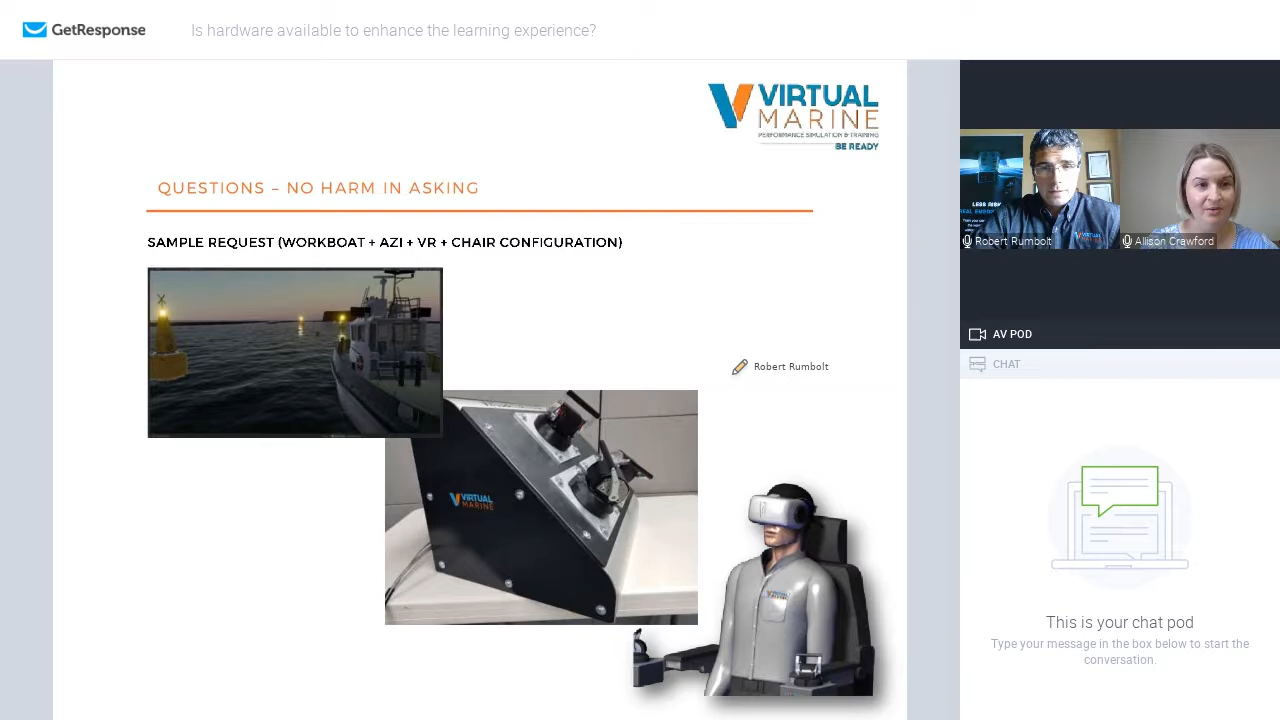 GetResponse
Is hardware available to enhance the learning experience?
VIRTUAL
MARINE
PERFORMANCE SIMULATION & TRAINING
BE READY
QUESTIONS – NO HARM IN ASKING
SAMPLE REQUEST (WORKBOAT + AZI + VR + CHAIR CONFIGURATION)
Robert Rumbolt
VIRTUAL
MARINE
LESS RISK
Robert Rumbolt
Allison Crawford
AV POD
CHAT
This is your chat pod
Type your message in the box below to start the
conversation.